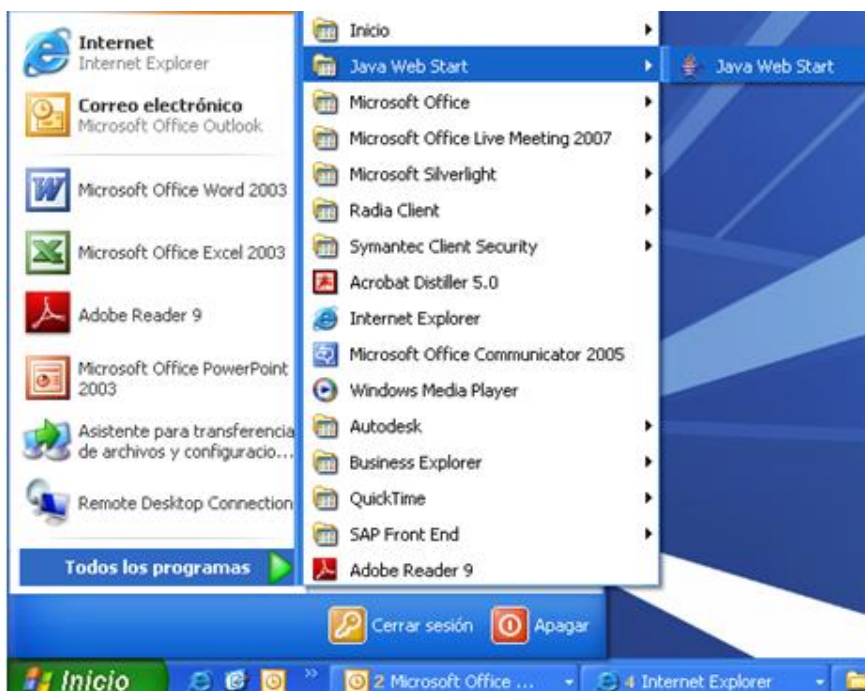 Internet
Internet Explorer
Correo electrónico
Microsoft Office Outlook
Microsoft Office Word 2003
Microsoft Office Excel 2003
Adobe Reader 9
Microsoft Office PowerPoint
2003
Asistente para transferencia
de archivos y configuracio...
Remote Desktop Connection
Todos los programas
Inicio
Java Web Start
Microsoft Office
Microsoft Office Live Meeting 2007
Microsoft Silverlight
Radia Client
Symantec Client Security
Acrobat Distiller 5.0
Internet Explorer
Microsoft Office Communicator 2005
Windows Media Player
Autodesk
Business Explorer
QuickTime
SAP Front End
Adobe Reader 9
Java Web Start
Cerrar sesión
Apagar
Inicio
2 Microsoft Office ...
4 Internet Explorer